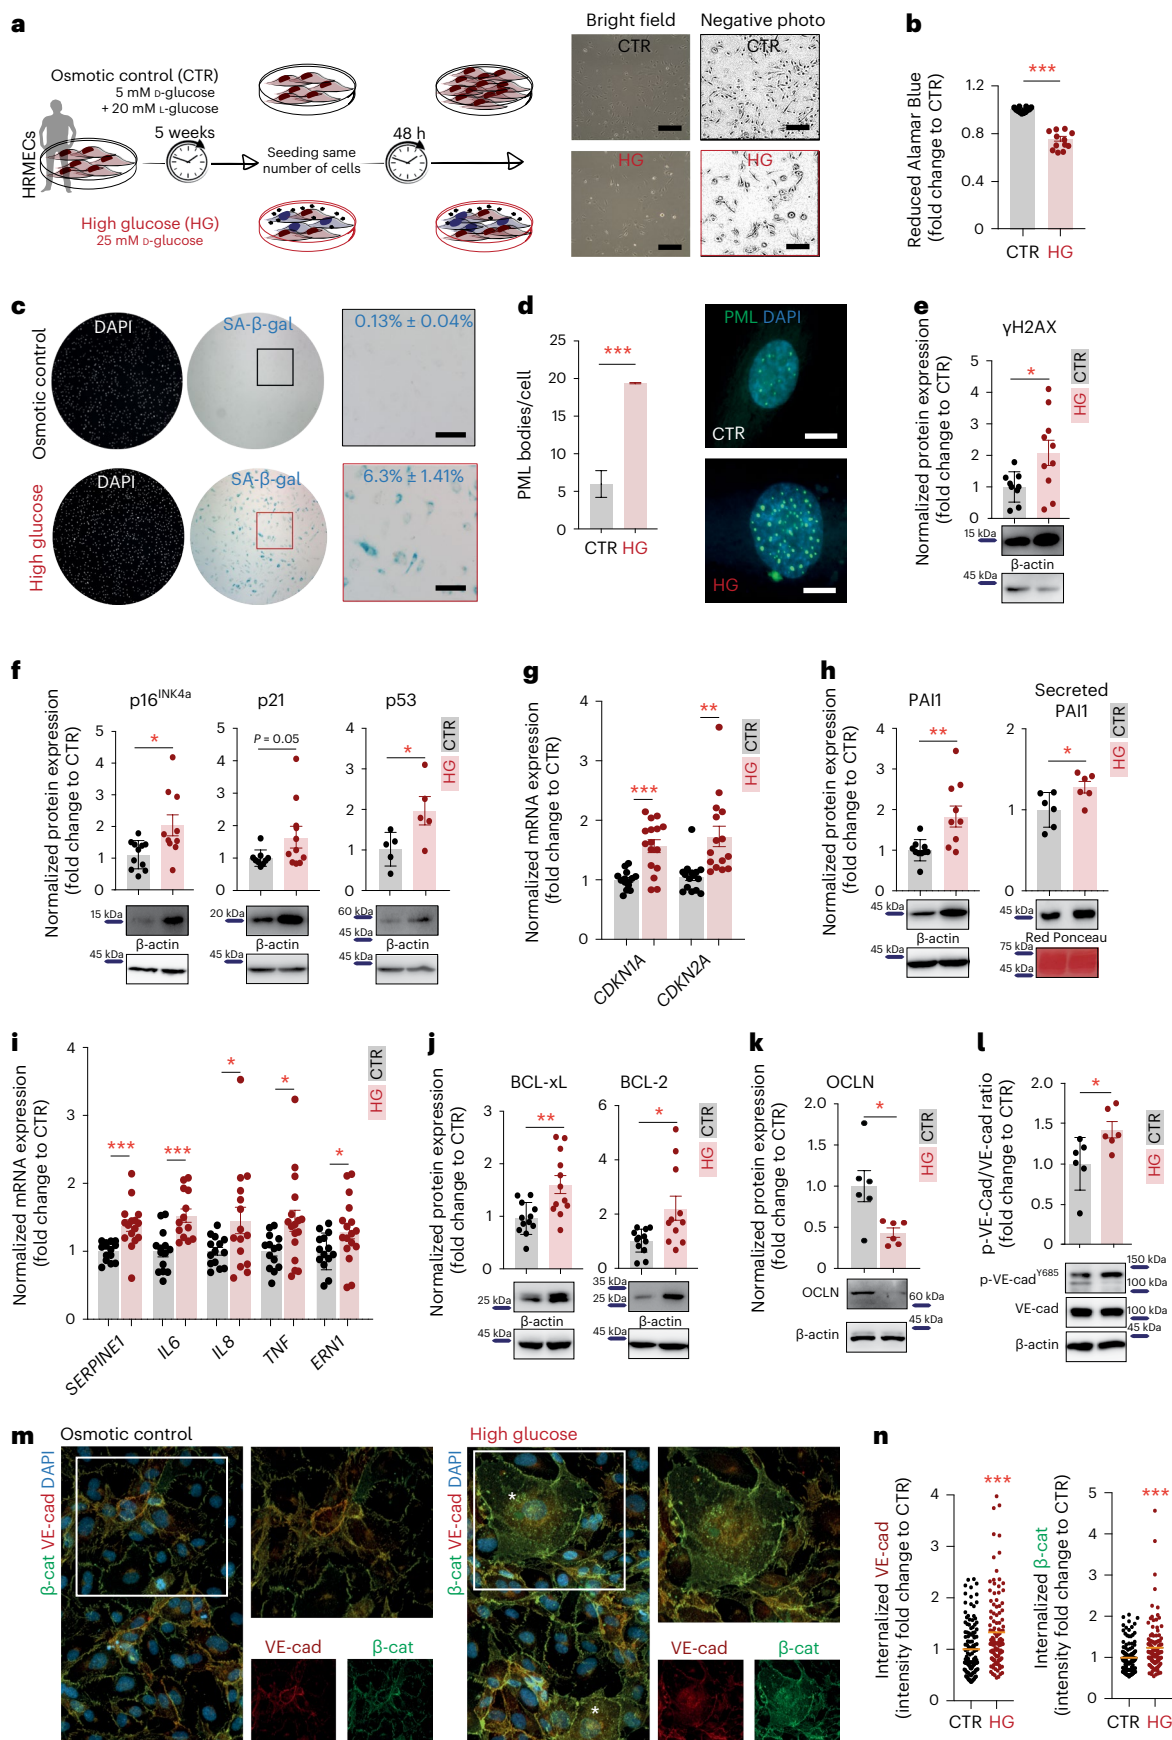 a
Osmotic control (CTR)
5 mM D-glucose
+ 20 mM L-glucose
HRMECs
5 weeks
Seeding same
number of cells
48 h
High glucose (HG)
25 mM D-glucose
Bright field
Negative photo
CTR
CTR
HG
HG
b
Reduced Alamar Blue
(fold change to CTR)
1.2
0.8
0.4
0
***
CTR HG
c
Osmotic control
DAPI
SA-β-gal
0.13% ± 0.04%
High glucose
DAPI
SA-β-gal
6.3% ± 1.41%
d
PML bodies/cell
25
20
15
10
5
0
***
CTR HG
PML DAPI
CTR
HG
e
γH2AX
Normalized protein expression
(fold change to CTR)
5
4
3
2
1
0
*
HG CTR
15 kDa
β-actin
45 kDa
f
Normalized protein expression
(fold change to CTR)
p16INK4a
5
4
3
2
1
0
*
15 kDa
β-actin
45 kDa
p21
5
4
3
2
1
0
P = 0.05
20 kDa
β-actin
45 kDa
p53
4
3
2
1
0
*
HG CTR
60 kDa
45 kDa
β-actin
45 kDa
g
Normalized mRNA expression
(fold change to CTR)
4
3
2
1
0
***
**
HG CTR
CDKN1A
CDKN2A
h
Normalized protein expression
(fold change to CTR)
PAI1
4
3
2
1
0
**
45 kDa
β-actin
45 kDa
Secreted
PAI1
2
1
0
*
HG CTR
45 kDa
Red Ponceau
75 kDa
45 kDa
i
Normalized mRNA expression
(fold change to CTR)
4
3
2
1
0
***
***
*
*
*
HG CTR
SERPINE1
IL6
IL8
TNF
ERN1
j
Normalized protein expression
(fold change to CTR)
BCL-xL
3
2
1
0
**
25 kDa
β-actin
45 kDa
BCL-2
6
4
2
0
*
HG CTR
35 kDa
25 kDa
β-actin
45 kDa
k
Normalized protein expression
(fold change to CTR)
OCLN
2.0
1.5
1.0
0.5
0
*
HG CTR
OCLN
60 kDa
45 kDa
β-actin
l
p-VE-Cad/VE-cad ratio
(fold change to CTR)
2.0
1.5
1.0
0.5
0
*
HG CTR
p-VE-cadY685
150 kDa
100 kDa
VE-cad
100 kDa
45 kDa
β-actin
m
Osmotic control
β-cat VE-cad DAPI
VE-cad
β-cat
High glucose
β-cat VE-cad DAPI
*
*
VE-cad
β-cat
n
Internalized VE-cad
(intensity fold change to CTR)
4
3
2
1
0
***
CTR HG
Internalized β-cat
(intensity fold change to CTR)
5
4
3
2
1
0
***
CTR HG